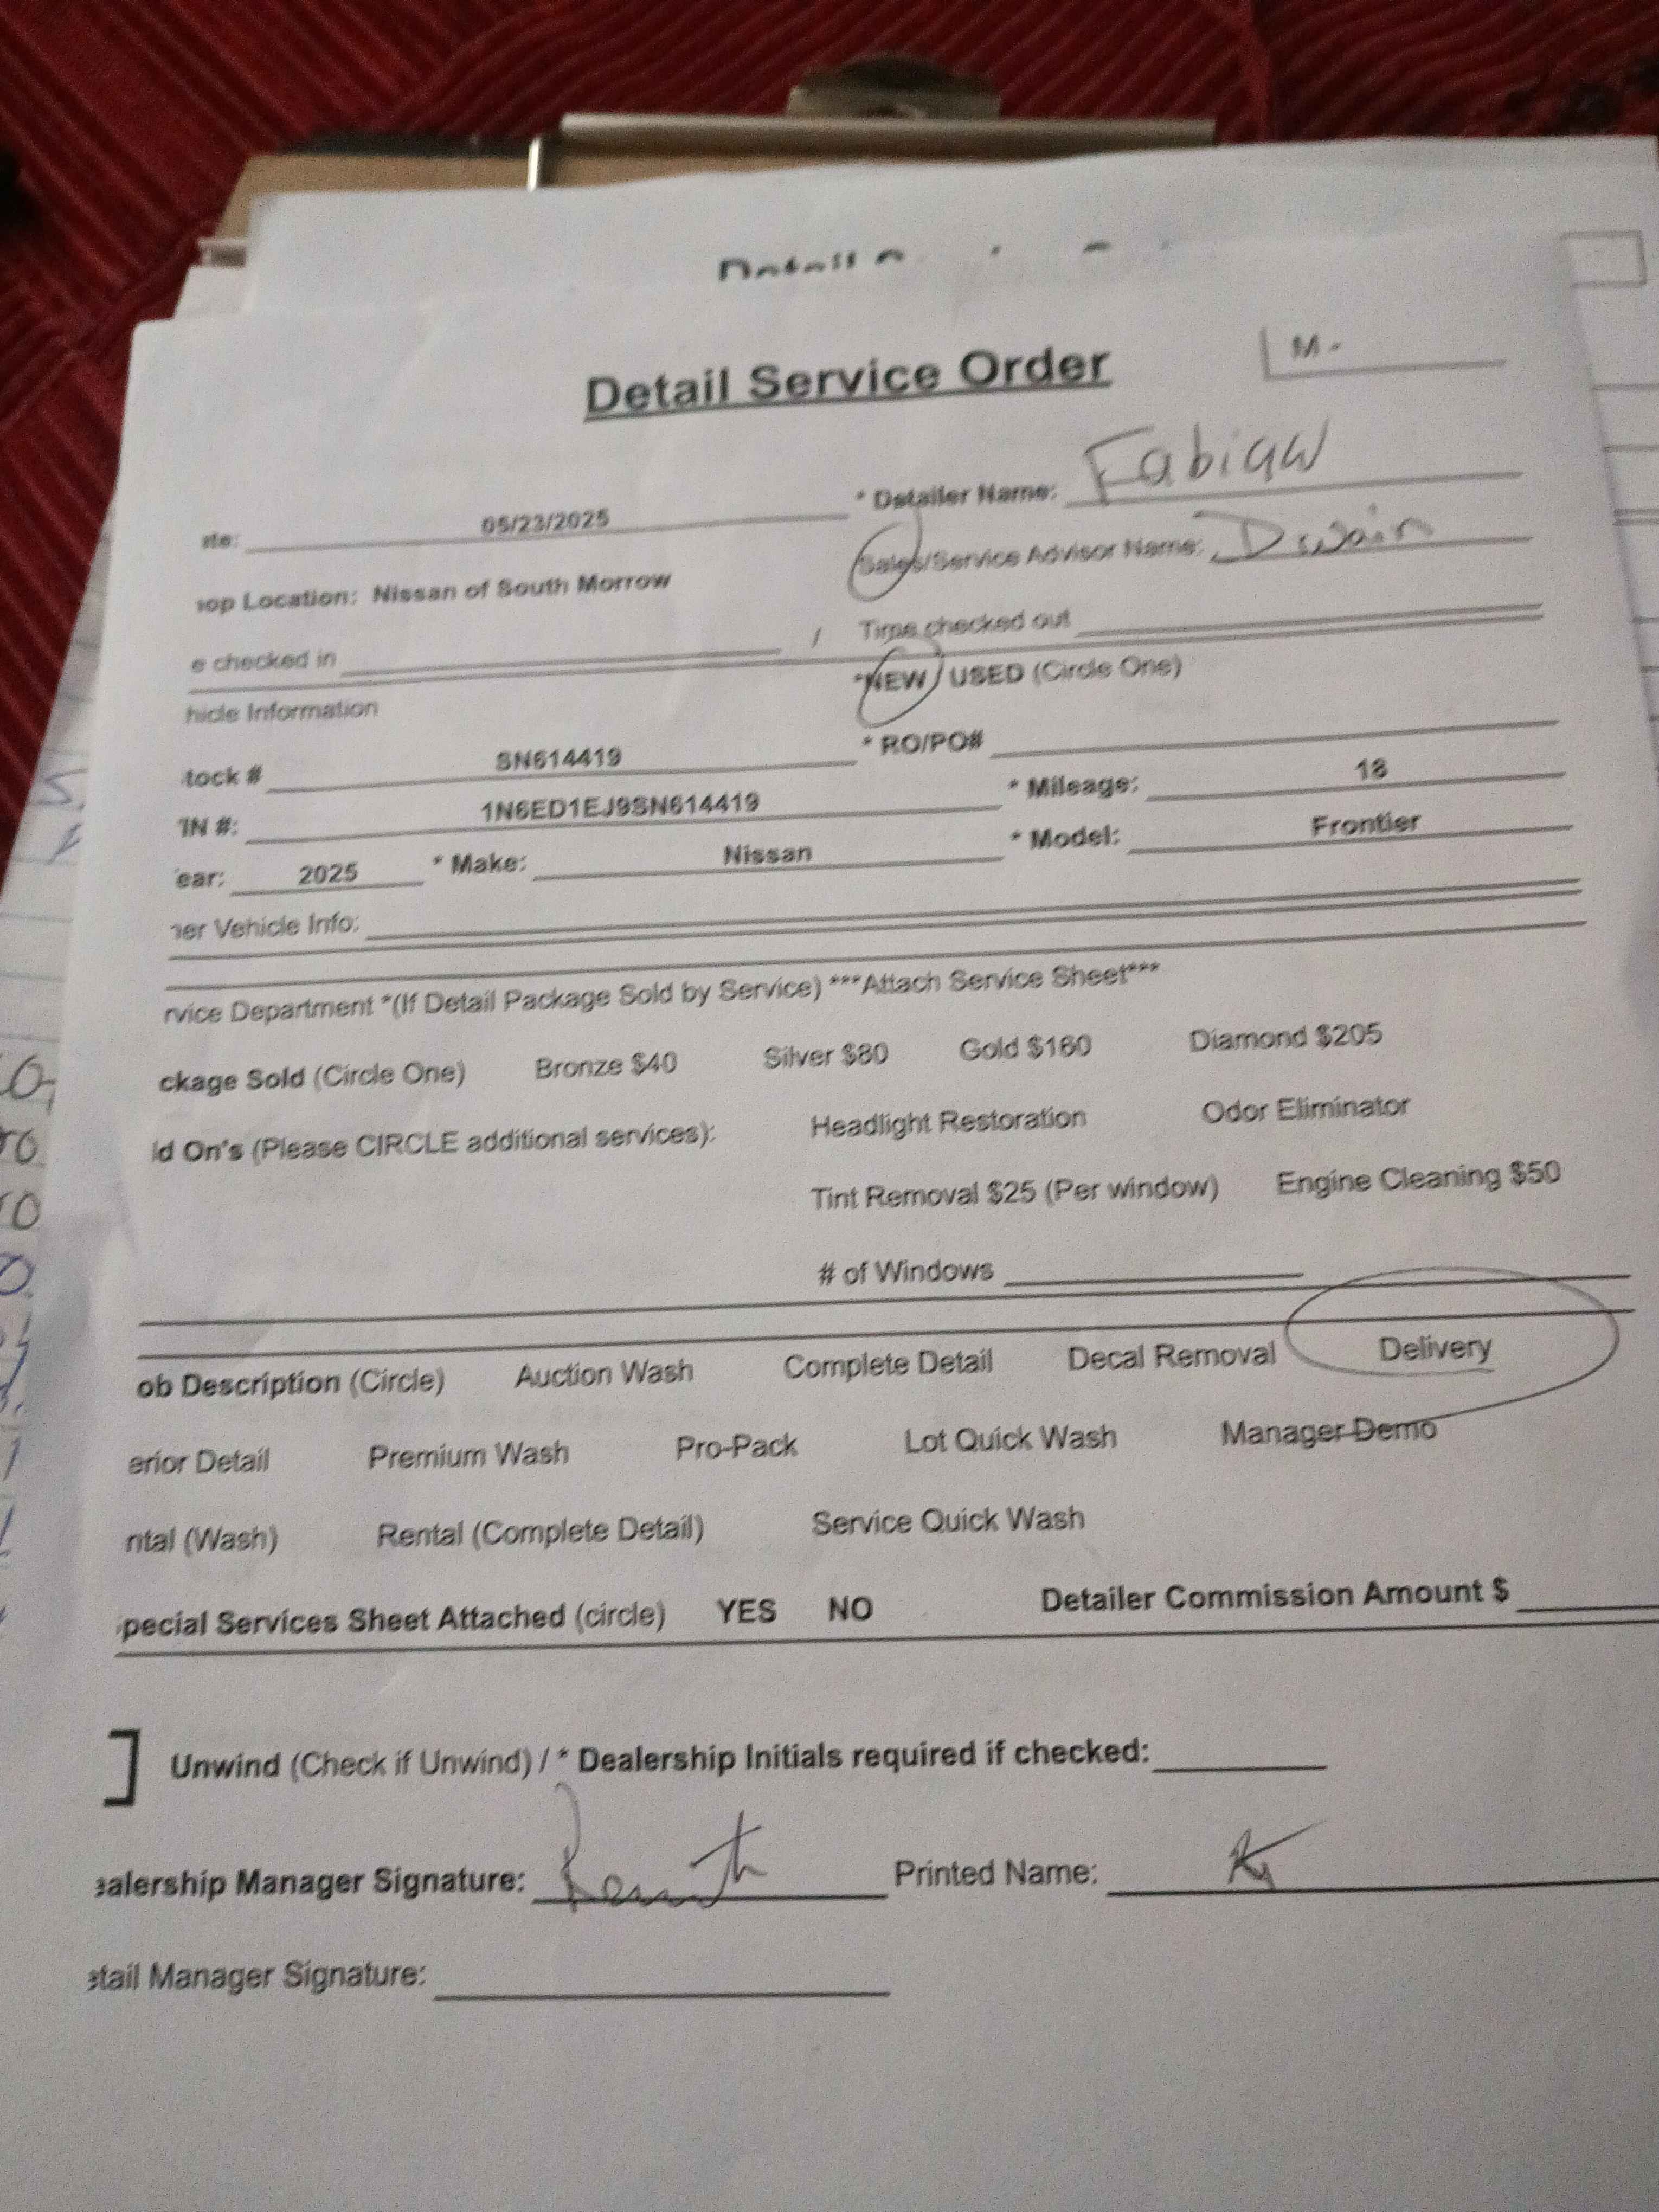 Detail Service Order
M-
te: 05/23/2025 * Detailer Name: Fabian
op Location: Nissan of South Morrow Sales/Service Advisor Name: Dwain
e checked in / Time checked out
hicle Information *NEW / USED (Circle One)
tock # SN614419 * RO/PO#
IN #: 1N6ED1EJ9SN614419 * Mileage: 18
ear: 2025 * Make: Nissan * Model: Frontier
er Vehicle Info:
rvice Department *(If Detail Package Sold by Service) ***Attach Service Sheet***
ckage Sold (Circle One) Bronze $40 Silver $80 Gold $160 Diamond $205
d On's (Please CIRCLE additional services): Headlight Restoration Odor Eliminator
Tint Removal $25 (Per window) Engine Cleaning $50
# of Windows
ob Description (Circle) Auction Wash Complete Detail Decal Removal Delivery
erior Detail Premium Wash Pro-Pack Lot Quick Wash Manager Demo
ntal (Wash) Rental (Complete Detail) Service Quick Wash
pecial Services Sheet Attached (circle) YES NO Detailer Commission Amount $
] Unwind (Check if Unwind) / * Dealership Initials required if checked:
ealership Manager Signature: Printed Name:
etail Manager Signature: